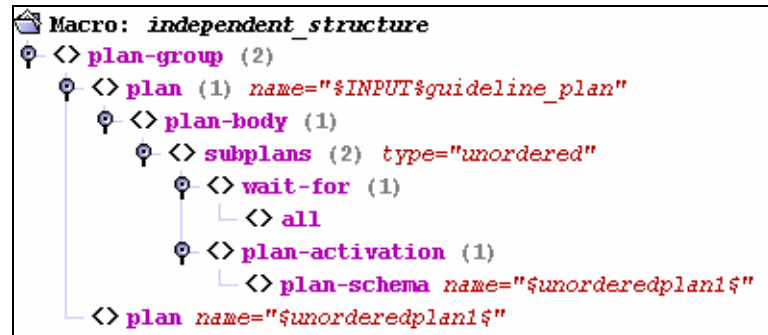 Macro: independent_structure
<> plan-group (2)
<> plan (1) name="$INPUT$guideline_plan"
<> plan-body (1)
<> subplans (2) type="unordered"
<> wait-for (1)
<> all
<> plan-activation (1)
<> plan-schema name="$unorderedplan1$"
<> plan name="$unorderedplan1$"